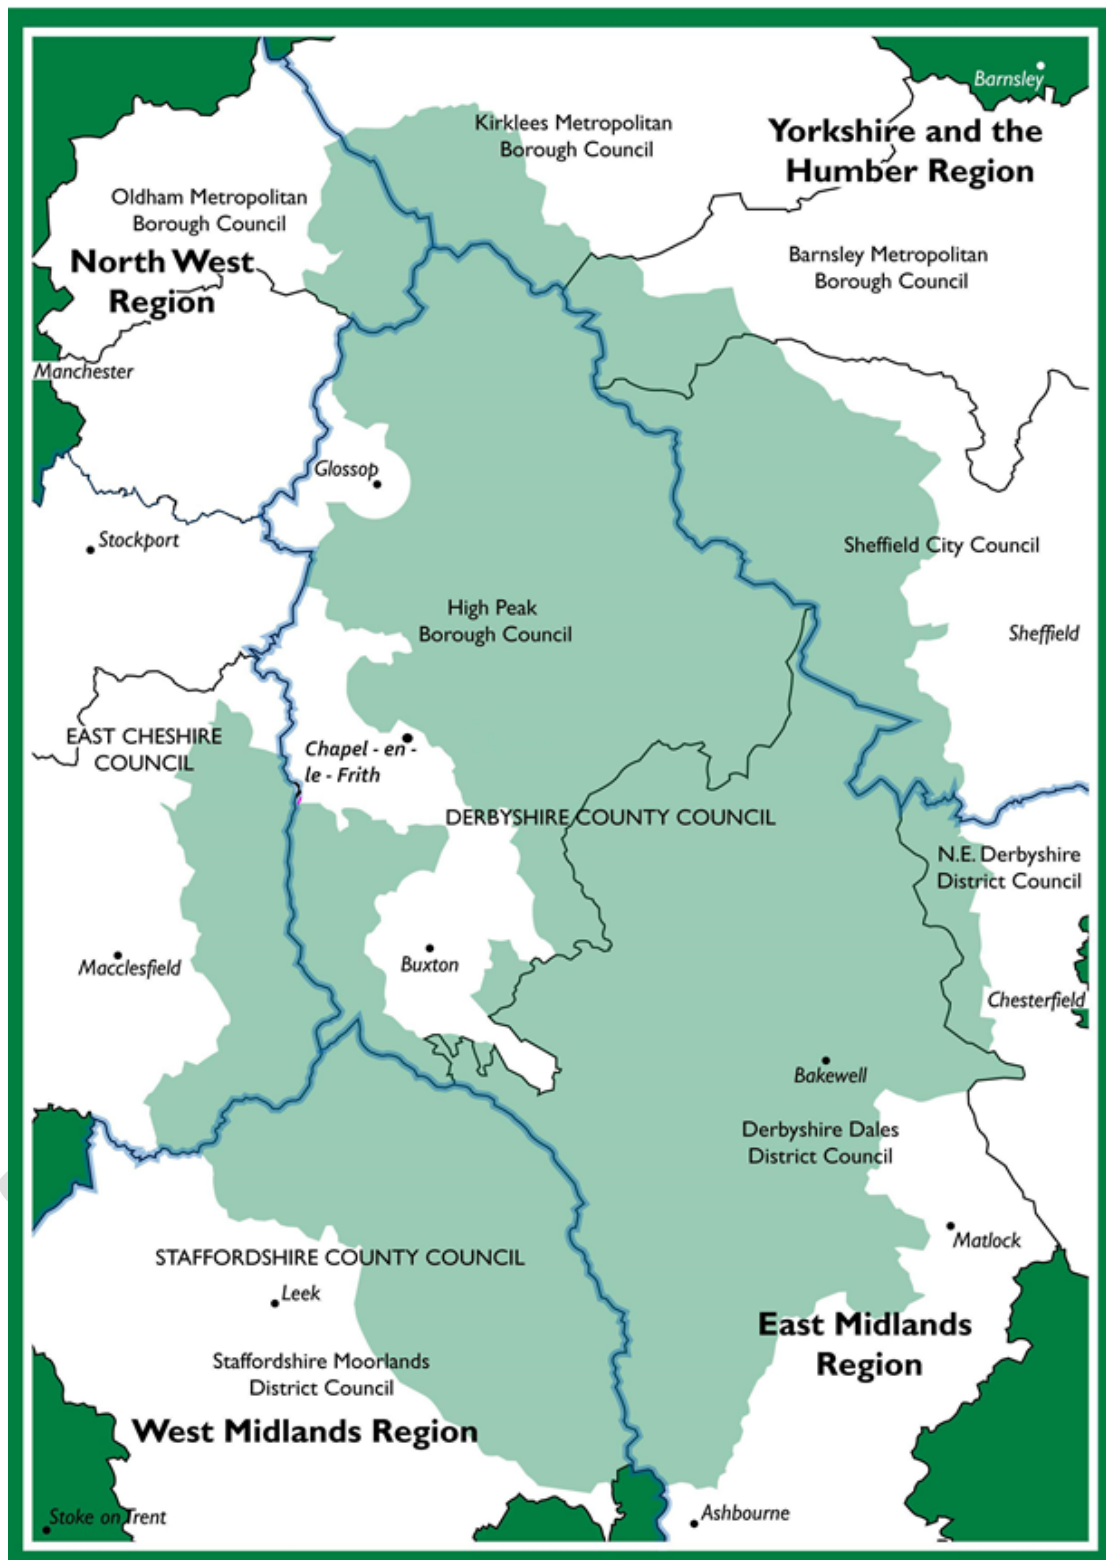 Barnsley
Kirklees Metropolitan
Borough Council
Yorkshire and the
Humber Region
Oldham Metropolitan
Borough Council
North West
Region
Barnsley Metropolitan
Borough Council
Manchester
Glossop
Stockport
Sheffield City Council
High Peak
Borough Council
Sheffield
EAST CHESHIRE
COUNCIL
Chapel - en -
le - Frith
DERBYSHIRE COUNTY COUNCIL
N.E. Derbyshire
District Council
Macclesfield
Buxton
Chesterfield
Bakewell
Derbyshire Dales
District Council
Matlock
STAFFORDSHIRE COUNTY COUNCIL
Leek
East Midlands
Region
Staffordshire Moorlands
District Council
West Midlands Region
Stoke on Trent
Ashbourne